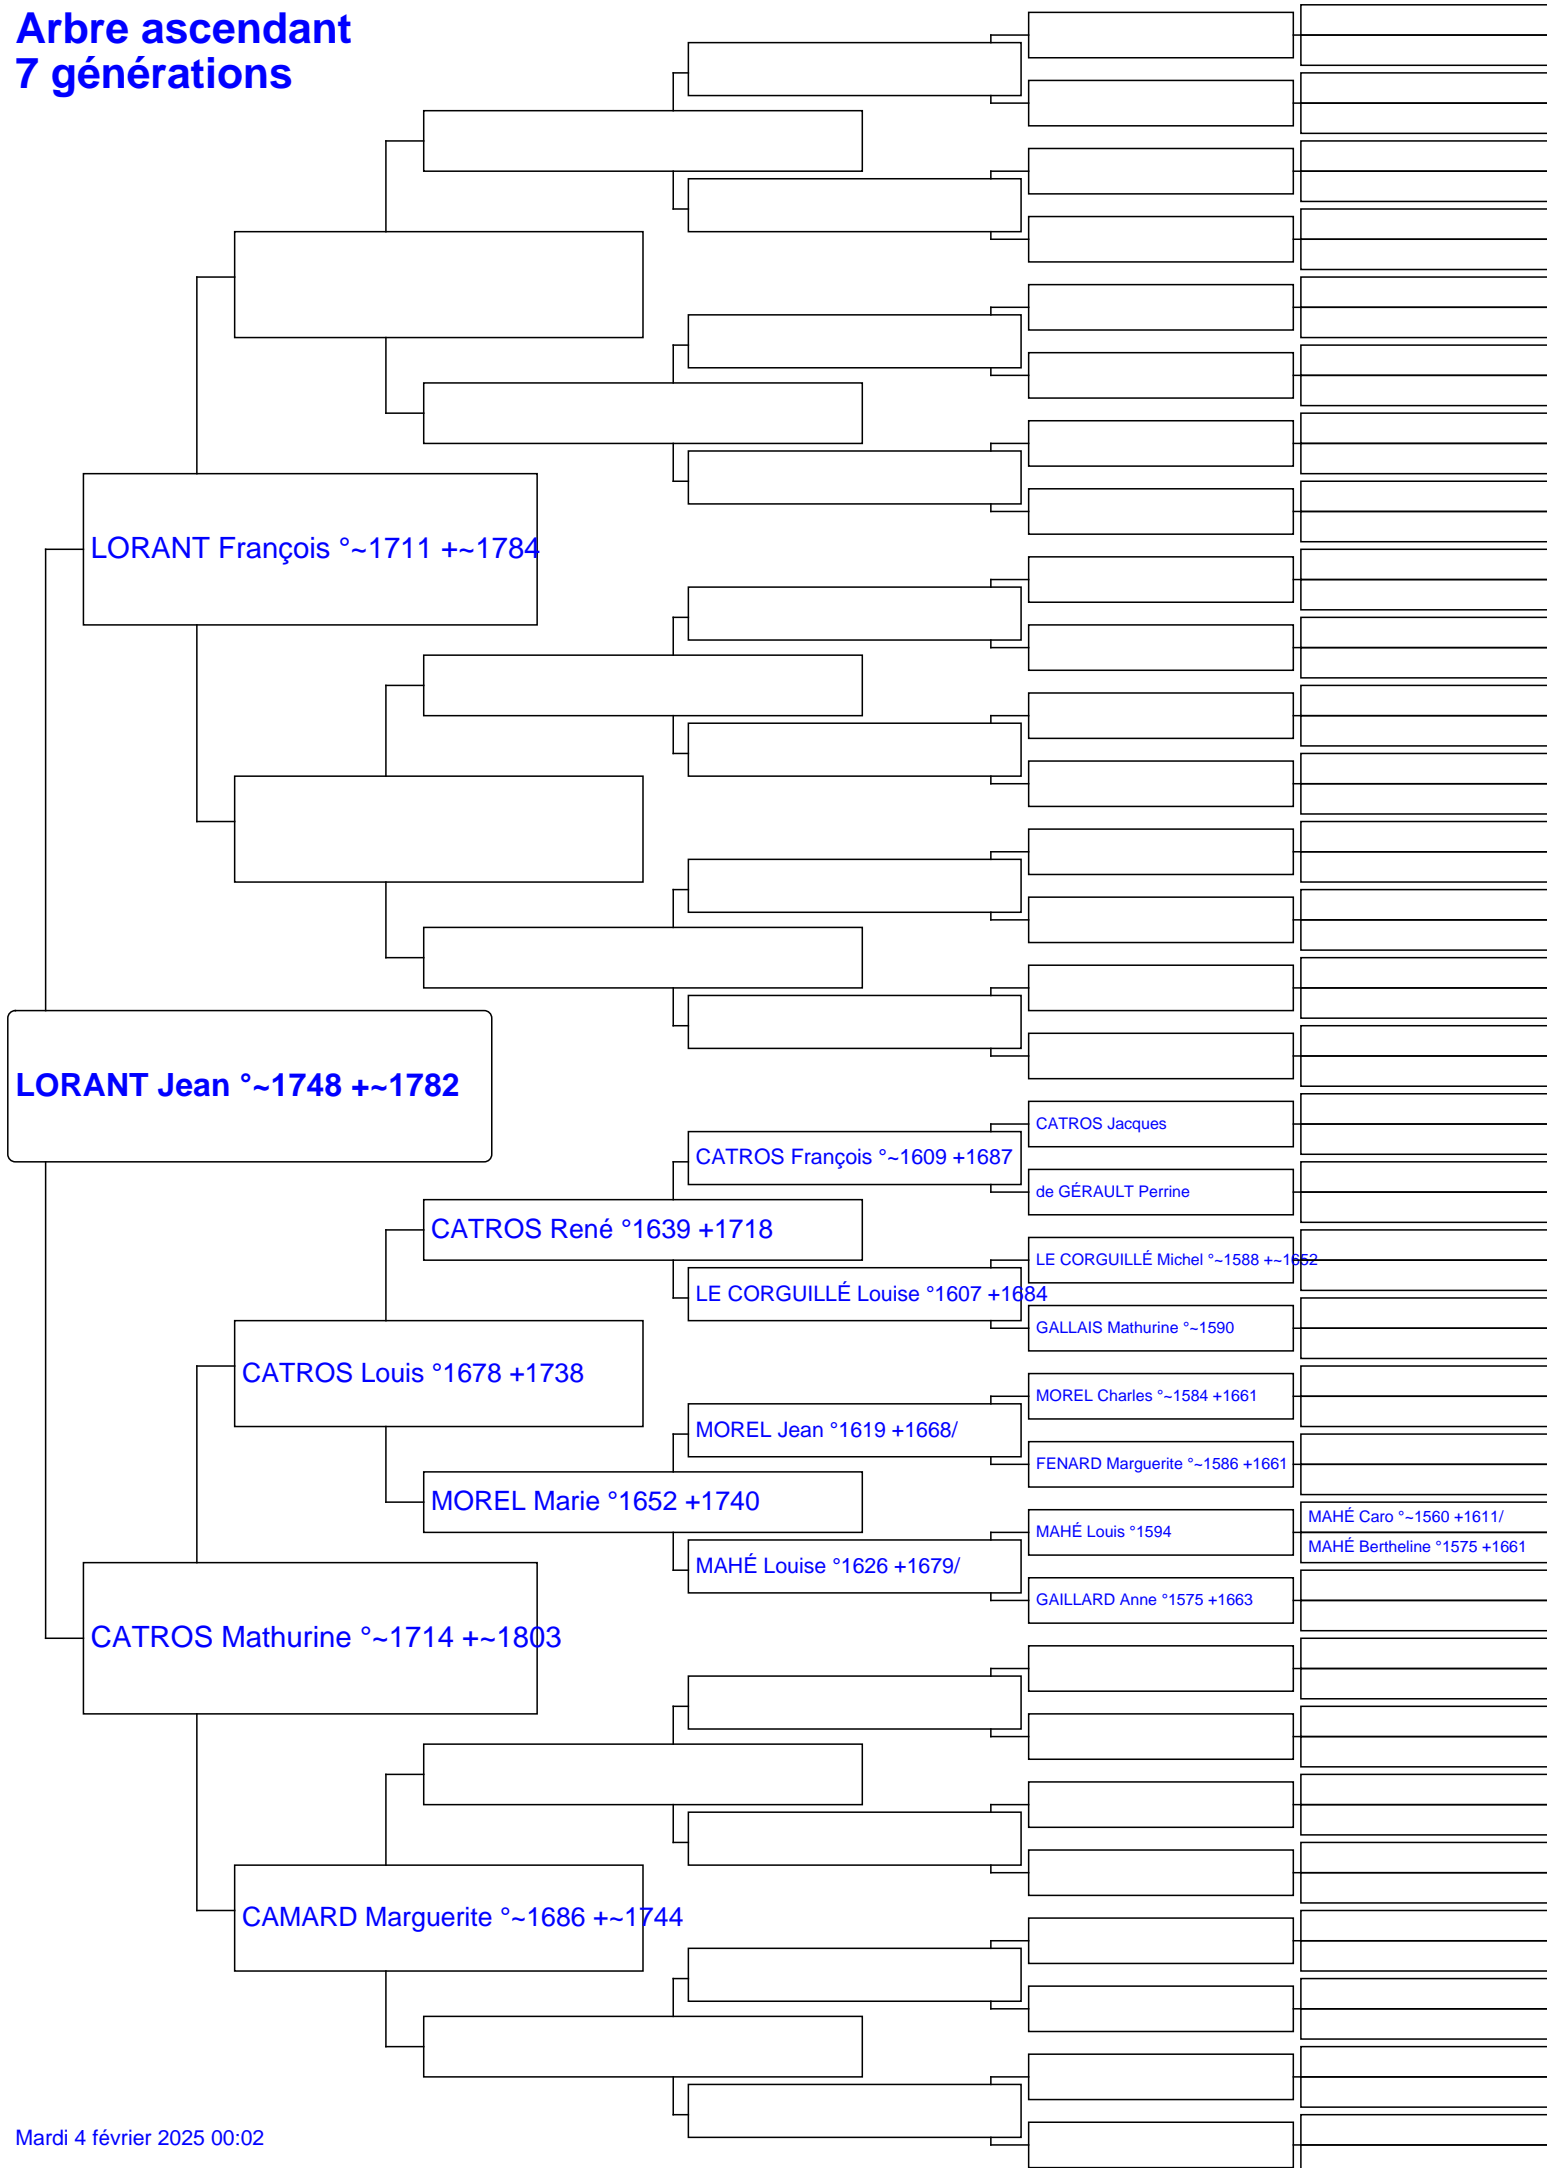 Arbre ascendant
7 générations
LORANT François °~1711 +~1784
LORANT Jean °~1748 +~1782
CATROS Jacques
CATROS François °~1609 +1687
de GÉRAULT Perrine
CATROS René °1639 +1718
LE CORGUILLÉ Michel °~1588 +~1652
LE CORGUILLÉ Louise °1607 +1684
GALLAIS Mathurine °~1590
CATROS Louis °1678 +1738
MOREL Charles °~1584 +1661
MOREL Jean °1619 +1668/
FENARD Marguerite °~1586 +1661
MOREL Marie °1652 +1740
MAHÉ Caro °~1560 +1611/
MAHÉ Louis °1594
MAHÉ Bertheline °1575 +1661
MAHÉ Louise °1626 +1679/
GAILLARD Anne °1575 +1663
CATROS Mathurine °~1714 +~1803
CAMARD Marguerite °~1686 +~1744
Mardi 4 février 2025 00:02